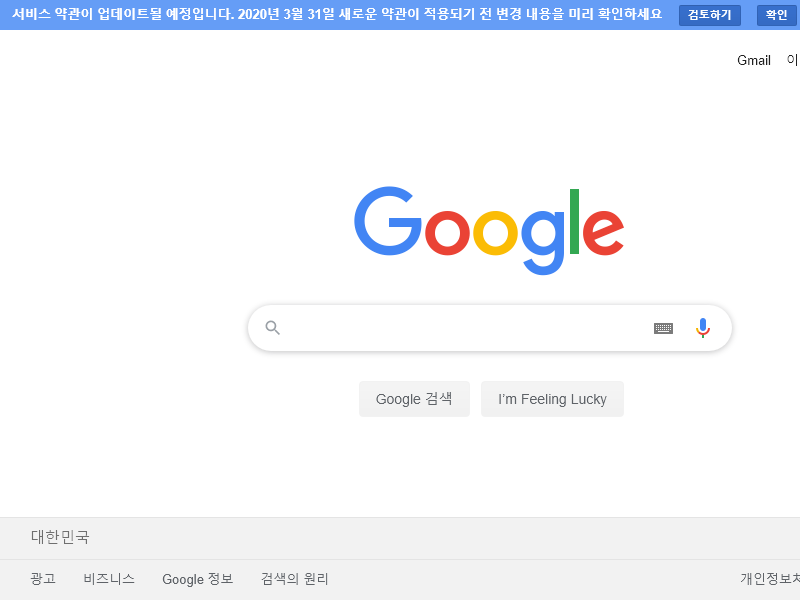 서비스 약관이 업데이트될 예정입니다. 2020년 3월 31일 새로운 약관이 적용되기 전 변경 내용을 미리 확인하세요 검토하기 확인
Gmail 이
Google
Google 검색 I'm Feeling Lucky
대한민국
광고 비즈니스 Google 정보 검색의 원리 개인정보처